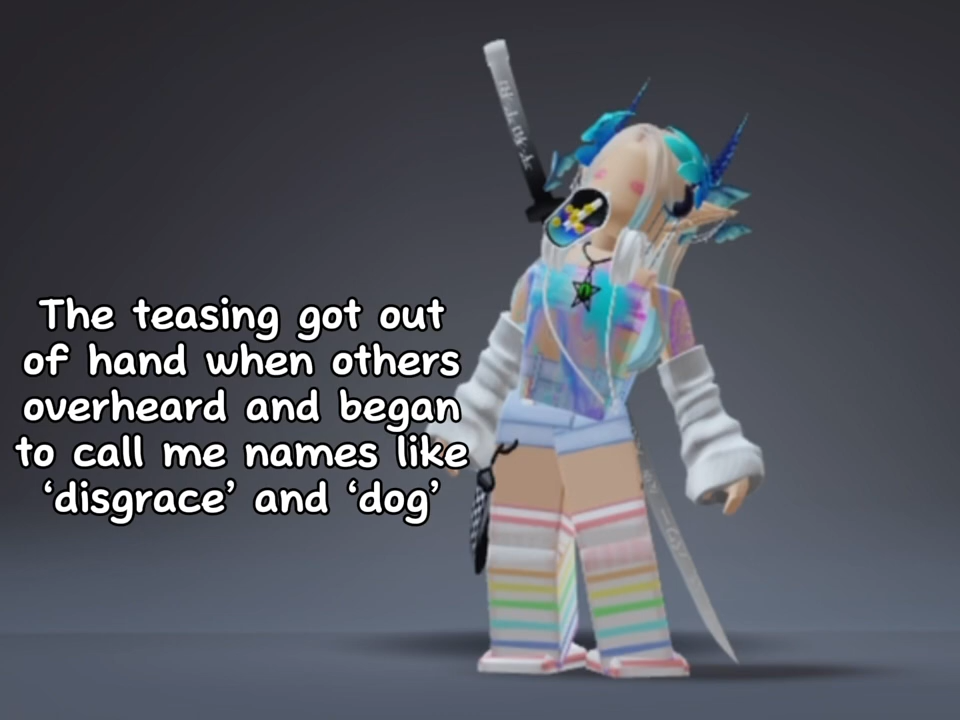 The teasing got out
of hand when others
overheard and began
to call me names like
‘disgrace’ and ‘dog’